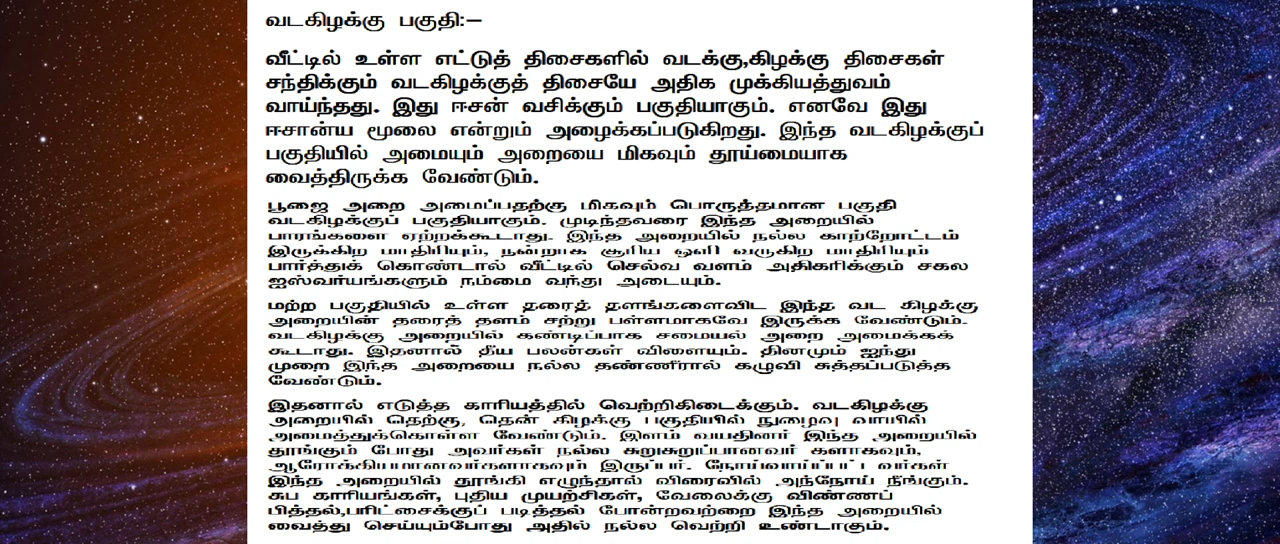 வடகிழக்கு பகுதி:—
வீட்டில் உள்ள எட்டுத் திசைகளில் வடக்கு,கிழக்கு திசைகள்
சந்திக்கும் வடகிழக்குத் திசையே அதிக முக்கியத்துவம்
வாய்ந்தது. இது ஈசன் வசிக்கும் பகுதியாகும். எனவே இது
ஈசான்ய மூலை என்றும் அழைக்கப்படுகிறது. இந்த வடகிழக்குப்
பகுதியில் அமையும் அறையை மிகவும் தூய்மையாக
வைத்திருக்க வேண்டும்.
பூஜை அறை அமைப்பதற்கு மிகவும் பொருத்தமான பகுதி
வடகிழக்குப் பகுதியாகும். முடிந்தவரை இந்த அறையில்
பாரங்களை ஏற்றக்கூடாது. இந்த அறையில் நல்ல காற்றோட்டம்
இருக்கிற மாதிரியும், நன்றாக சூரிய ஒளி வருகிற மாதிரியும்
பார்த்துக் கொண்டால் வீட்டில் செல்வ வளம் அதிகரிக்கும் சகல
ஐஸ்வர்யங்களும் நம்மை வந்து அடையும்.
மற்ற பகுதியில் உள்ள தரைத் தளங்களைவிட இந்த வட கிழக்கு
அறையின் தரைத் தளம் சற்று பள்ளமாகவே இருக்க வேண்டும்.
வடகிழக்கு அறையில் கண்டிப்பாக சமையல் அறை அமைக்கக்
கூடாது. இதனால் தீய பலன்கள் விளையும். தினமும் ஐந்து
முறை இந்த அறையை நல்ல தண்ணீரால் கழுவி சுத்தப்படுத்த
வேண்டும்.
இதனால் எடுத்த காரியத்தில் வெற்றிகிடைக்கும். வடகிழக்கு
அறையில் தெற்கு, தென் கிழக்கு பகுதியில் நுழைவு வாயில்
அமைத்துக்கொள்ள வேண்டும். இளம் வயதினர் இந்த அறையில்
தூங்கும் போது அவர்கள் நல்ல சுறுசுறுப்பானவர் களாகவும்,
ஆரோக்கியமானவர்களாகவும் இருப்பர். நோய்வாய்ப்பட்டவர்கள்
இந்த அறையில் தூங்கி எழுந்தால் விரைவில் அந்நோய் நீங்கும்.
சுப காரியங்கள், புதிய முயற்சிகள், வேலைக்கு விண்ணப்
பித்தல்,பரிட்சைக்குப் படித்தல் போன்றவற்றை இந்த அறையில்
வைத்து செய்யும்போது அதில் நல்ல வெற்றி உண்டாகும்.